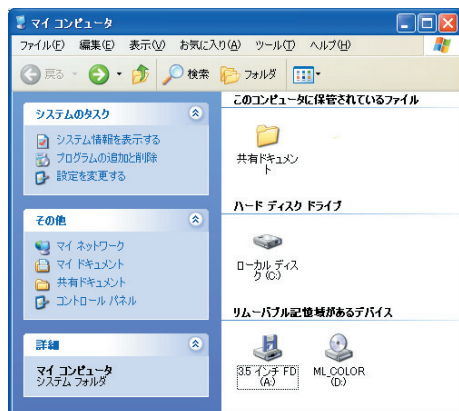 マイ コンピュータ
ファイル(F) 編集(E) 表示(V) お気に入り(A) ツール(T) ヘルプ(H)
戻る 検索 フォルダ
システムのタスク
システム情報を表示する
プログラムの追加と削除
設定を変更する
その他
マイ ネットワーク
マイ ドキュメント
共有ドキュメント
コントロール パネル
詳細
マイ コンピュータ
システム フォルダ
このコンピュータに保管されているファイル
共有ドキュメン
ト
ハード ディスク ドライブ
ローカル ディス
ク (C:)
リムーバブル記憶域があるデバイス
3.5 インチ FD
(A:)
ML_COLOR
(D:)